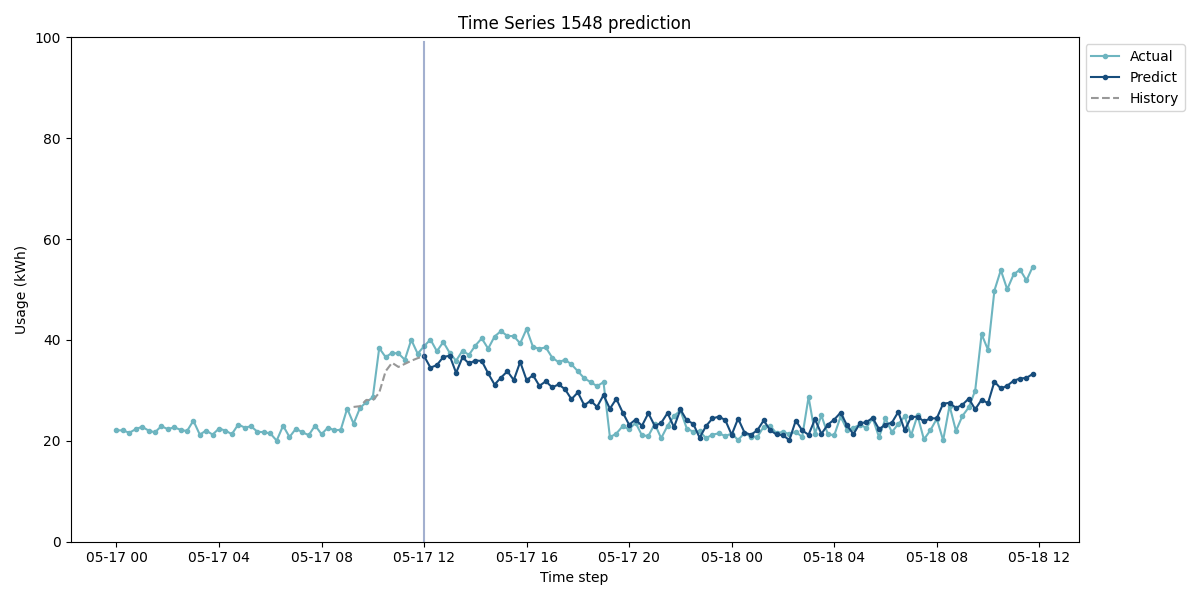 Time Series 1548 prediction
100
80
60
40
20
0
Usage (kWh)
05-17 00 05-17 04 05-17 08 05-17 12 05-17 16 05-17 20 05-18 00 05-18 04 05-18 08 05-18 12
Time step
Actual
Predict
History